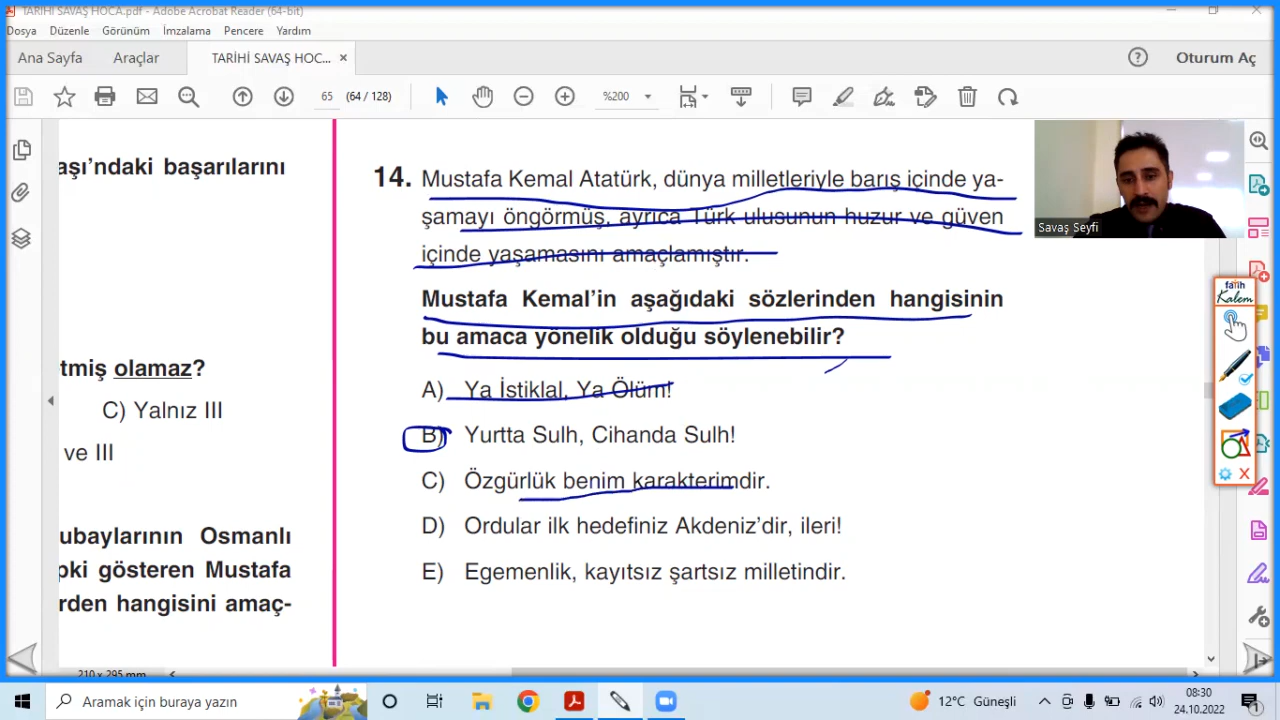 TARİHİ SAVAŞ HOCA.pdf - Adobe Acrobat Reader (64-bit)
Dosya Düzenle Görünüm İmzalama Pencere Yardım
Ana Sayfa Araçlar TARİHİ SAVAŞ HOC... × Oturum Aç
65 (64 / 128) %200
aşı’ndaki başarılarını
tmiş olamaz?
C) Yalnız III
ve III
ubaylarının Osmanlı
pki gösteren Mustafa
rden hangisini amaç-
14. Mustafa Kemal Atatürk, dünya milletleriyle barış içinde ya-
şamayı öngörmüş, ayrıca Türk ulusunun huzur ve güven
içinde yaşamasını amaçlamıştır.
Mustafa Kemal’in aşağıdaki sözlerinden hangisinin
bu amaca yönelik olduğu söylenebilir?
A) Ya İstiklal, Ya Ölüm!
B) Yurtta Sulh, Cihanda Sulh!
C) Özgürlük benim karakterimdir.
D) Ordular ilk hedefiniz Akdeniz’dir, ileri!
E) Egemenlik, kayıtsız şartsız milletindir.
Savaş Seyfi
fatih
Kalem
210 x 295 mm
Aramak için buraya yazın
12°C Güneşli
08:30
24.10.2022
1